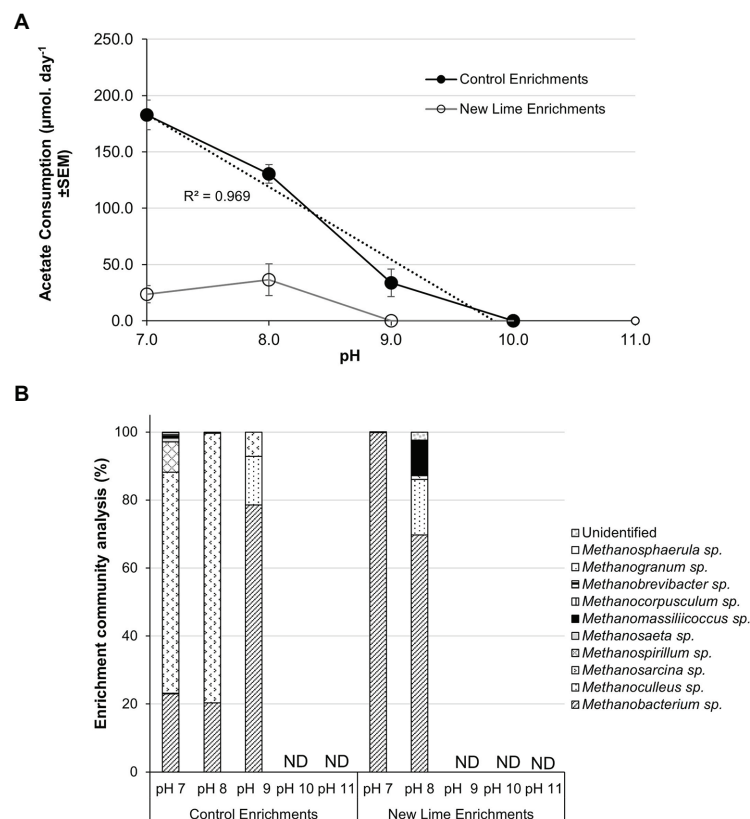 A
Acetate Consumption (µmol. day⁻¹
±SEM)
250.0
200.0
150.0
100.0
50.0
0.0
7.0 8.0 9.0 10.0 11.0
pH
Control Enrichments
New Lime Enrichments
R² = 0.969
B
Enrichment community analysis (%)
100
80
60
40
20
0
ND ND ND ND ND
pH 7 pH 8 pH 9 pH 10 pH 11 pH 7 pH 8 pH 9 pH 10 pH 11
Control Enrichments New Lime Enrichments
Unidentified
Methanosphaerula sp.
Methanogranum sp.
Methanobrevibacter sp.
Methanocorpusculum sp.
Methanomassiliicoccus sp.
Methanosaeta sp.
Methanospirillum sp.
Methanosarcina sp.
Methanoculleus sp.
Methanobacterium sp.